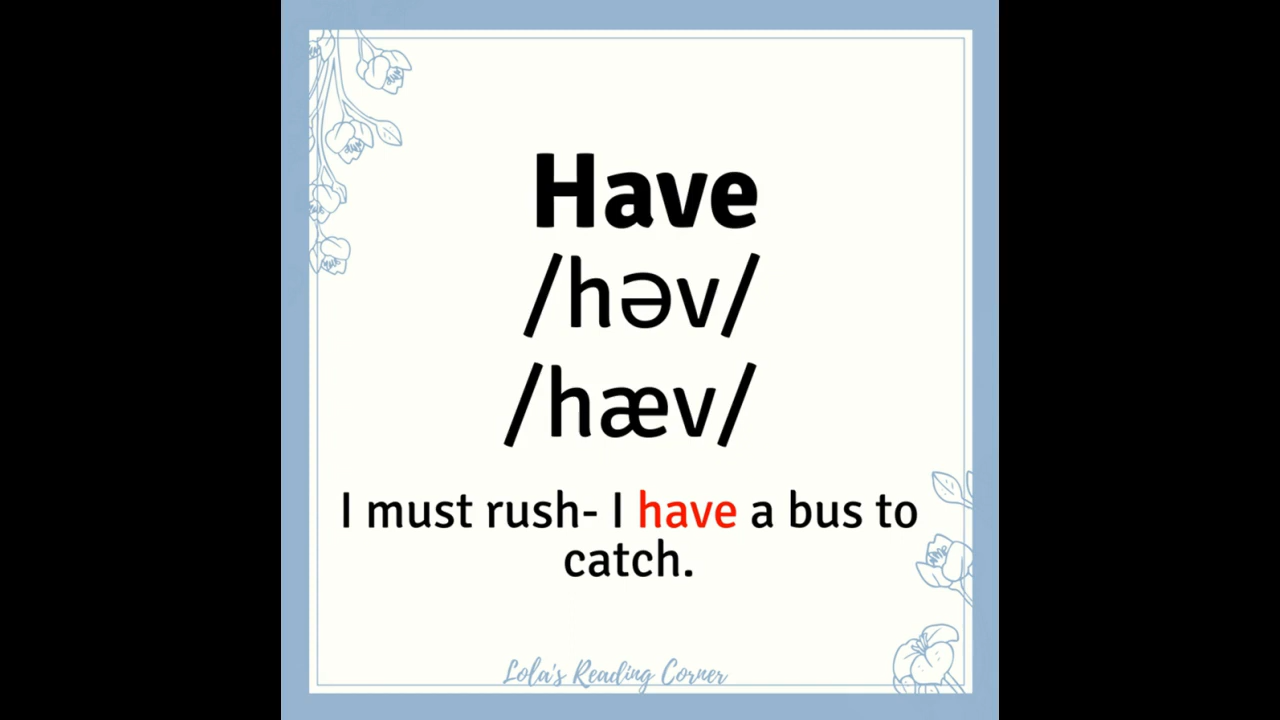 Have
/həv/
/hæv/
I must rush- I have a bus to
catch.
Lola's Reading Corner